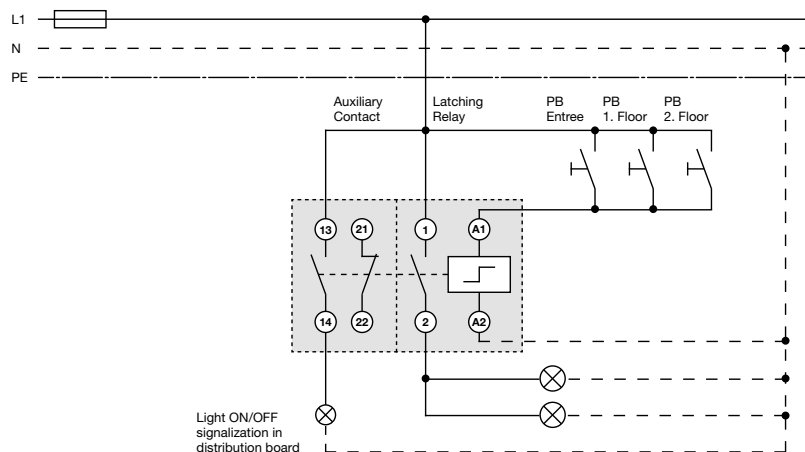 L1
N
PE
Auxiliary
Contact
Latching
Relay
PB
Entree
PB
1. Floor
PB
2. Floor
13
21
1
A1
14
22
2
A2
Light ON/OFF
signalization in
distribution board